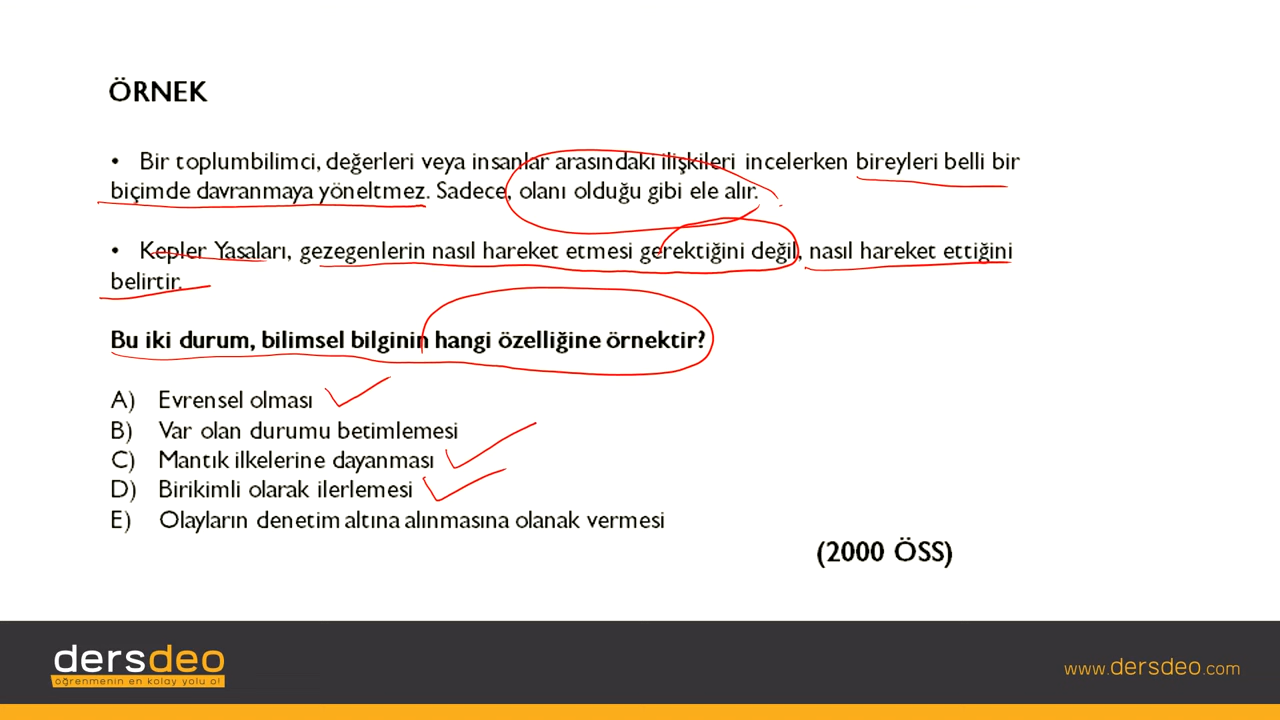 ÖRNEK
• Bir toplumbilimci, değerleri veya insanlar arasındaki ilişkileri incelerken bireyleri belli bir
biçimde davranmaya yöneltmez. Sadece, olanı olduğu gibi ele alır.
• Kepler Yasaları, gezegenlerin nasıl hareket etmesi gerektiğini değil, nasıl hareket ettiğini
belirtir.
Bu iki durum, bilimsel bilginin hangi özelliğine örnektir?
A) Evrensel olması
B) Var olan durumu betimlemesi
C) Mantık ilkelerine dayanması
D) Birikimli olarak ilerlemesi
E) Olayların denetim altına alınmasına olanak vermesi
(2000 ÖSS)
dersdeo
öğrenmenin en kolay yolu o!
www.dersdeo.com